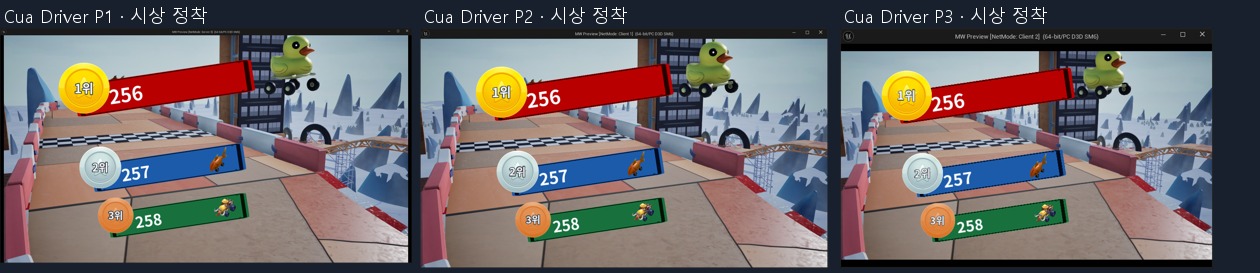 Cua Driver P1 · 시상 정착
Cua Driver P2 · 시상 정착
Cua Driver P3 · 시상 정착
MW Preview [NetMode: Client 1] (64-bit/PC D3D SM6)
MW Preview [NetMode: Client 2] (64-bit/PC D3D SM6)
1위 256
2위 257
3위 258
1위 256
2위 257
3위 258
1위 256
2위 257
3위 258